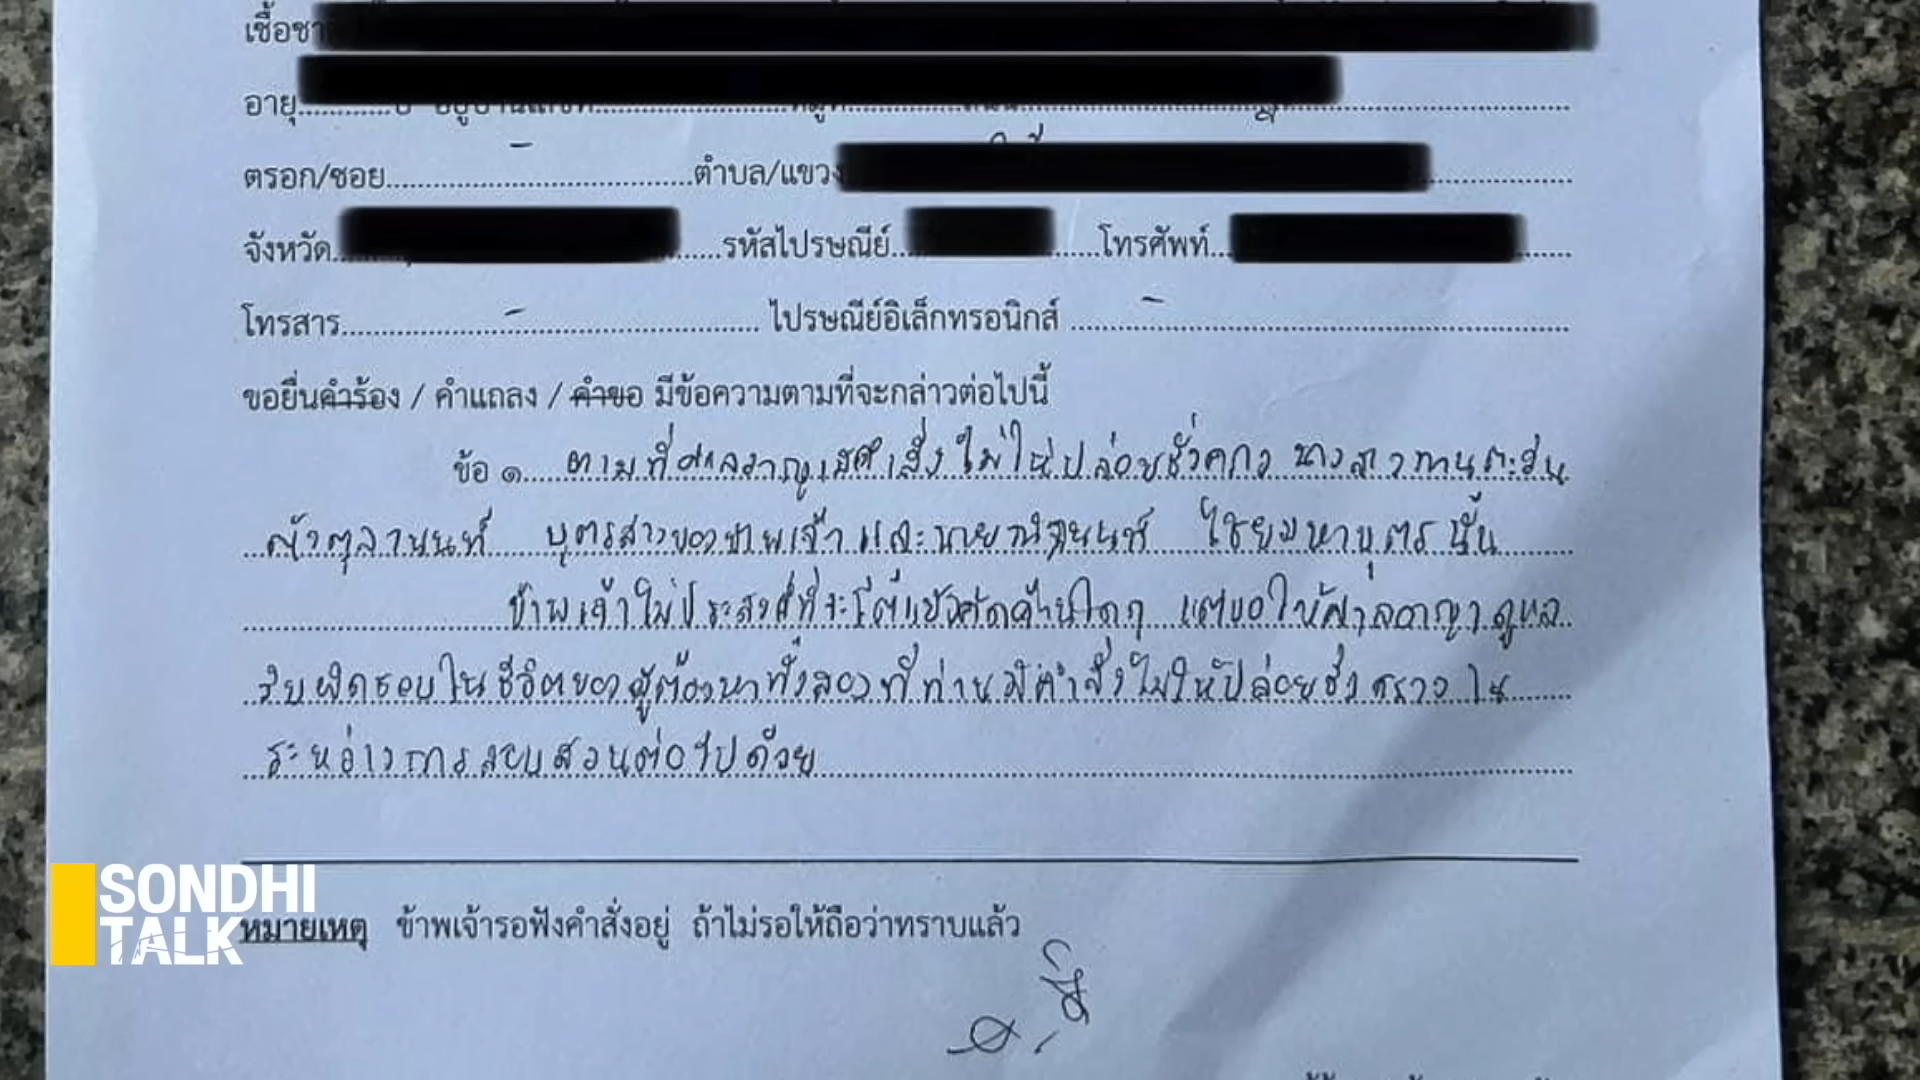 เชื้อชาติ
อายุ
ตรอก/ซอย - ตำบล/แขวง
จังหวัด รหัสไปรษณีย์ โทรศัพท์
โทรสาร - ไปรษณีย์อิเล็กทรอนิกส์ -
ขอยื่นคำร้อง / คำแถลง / คำขอ มีข้อความตามที่จะกล่าวต่อไปนี้
ข้อ ๑ ตามที่ศาลอาญามีคำสั่งไม่ให้ปล่อยชั่วคราว นางสาวทานตะวัน
ตัวตุลานนท์ บุตรสาวของข้าพเจ้า และนายณัฐนนท์ ไชยมหาบุตร นั้น
ข้าพเจ้าไม่ประสงค์ที่จะโต้แย้งคัดค้านใดๆ แต่ขอให้ศาลอาญาดูแล
รับผิดชอบในชีวิตของผู้ต้องหาทั้งสองที่ท่านมีคำสั่งไม่ให้ปล่อยชั่วคราวใน
ระหว่างการสอบสวนต่อไปด้วย
SONDHI
TALK
หมายเหตุ ข้าพเจ้ารอฟังคำสั่งอยู่ ถ้าไม่รอให้ถือว่าทราบแล้ว